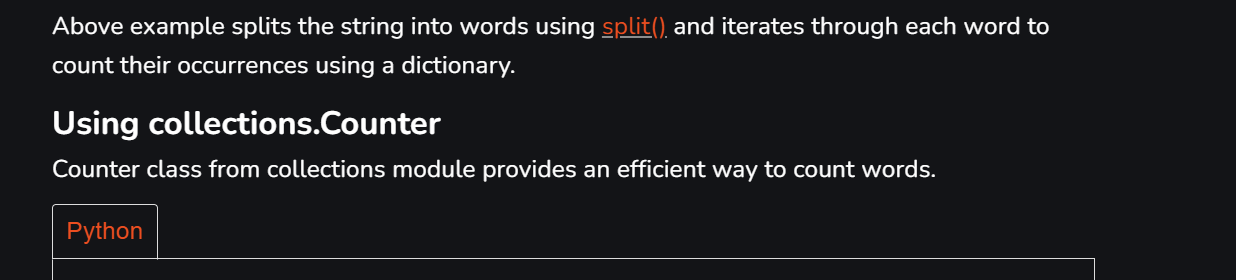 Above example splits the string into words using split() and iterates through each word to
count their occurrences using a dictionary.
Using collections.Counter
Counter class from collections module provides an efficient way to count words.
Python